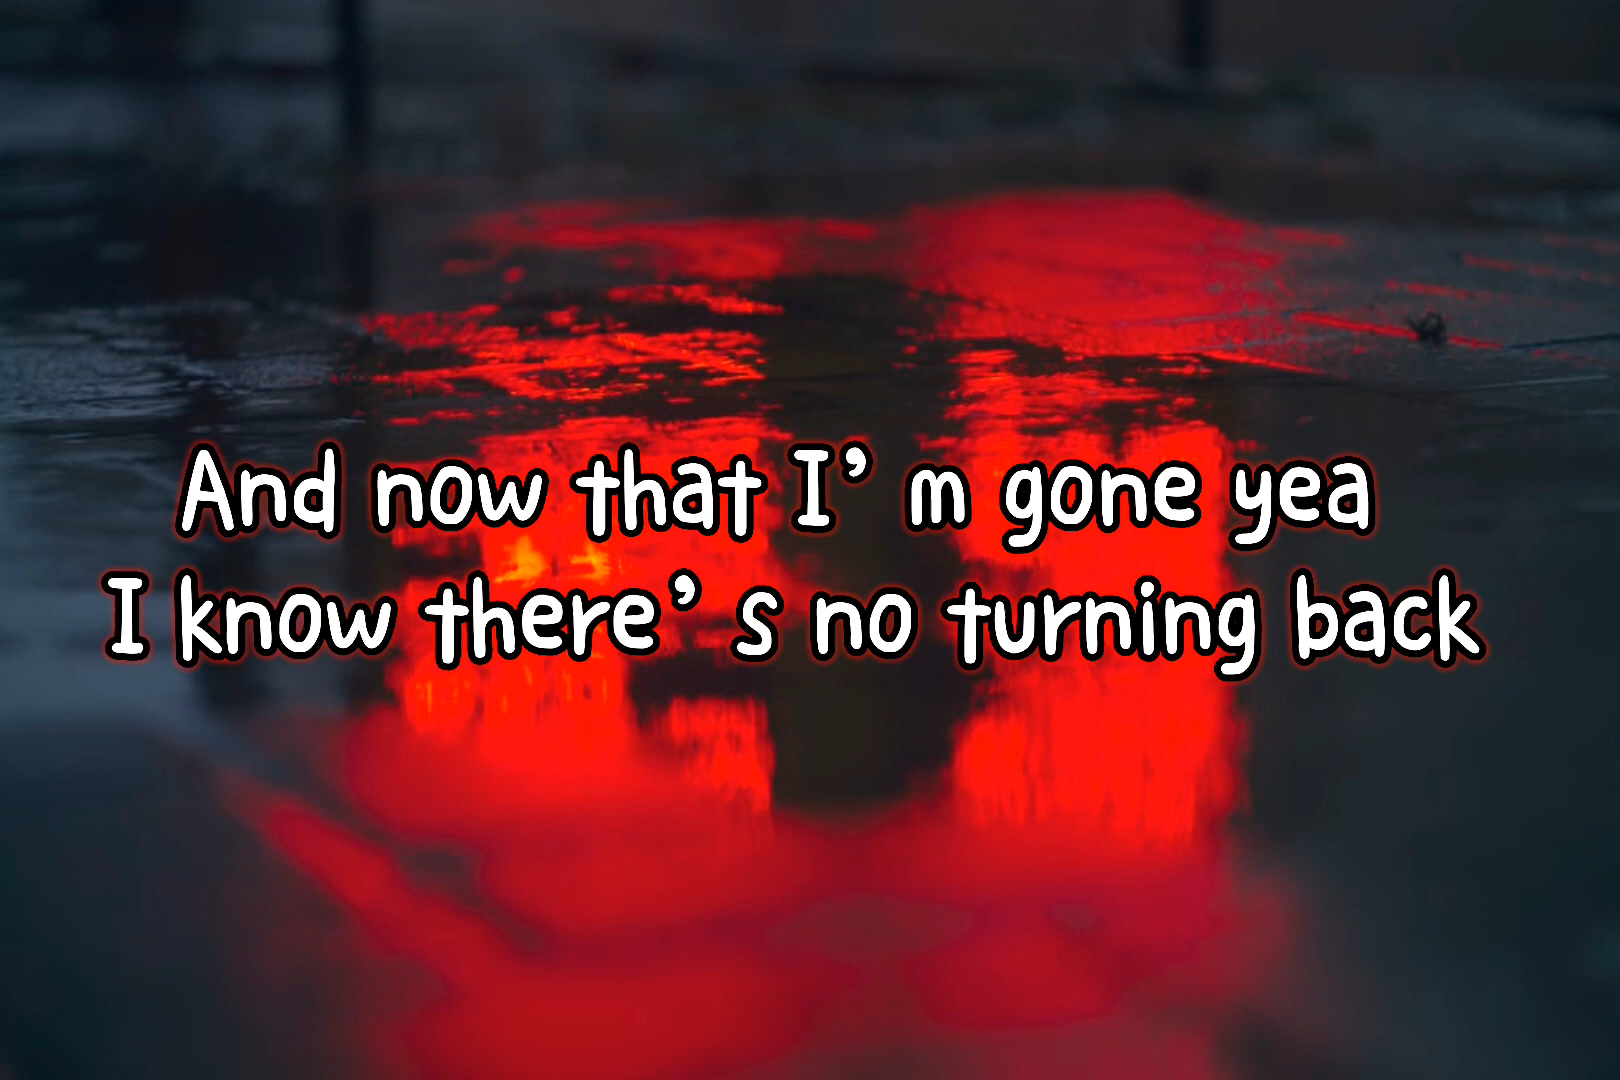 And now that I’m gone yea
I know there’s no turning back